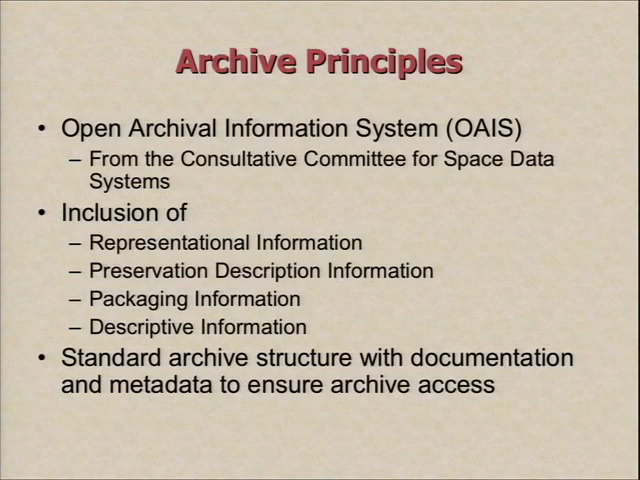 Archive Principles
• Open Archival Information System (OAIS)
– From the Consultative Committee for Space Data
Systems
• Inclusion of
– Representational Information
– Preservation Description Information
– Packaging Information
– Descriptive Information
• Standard archive structure with documentation
and metadata to ensure archive access